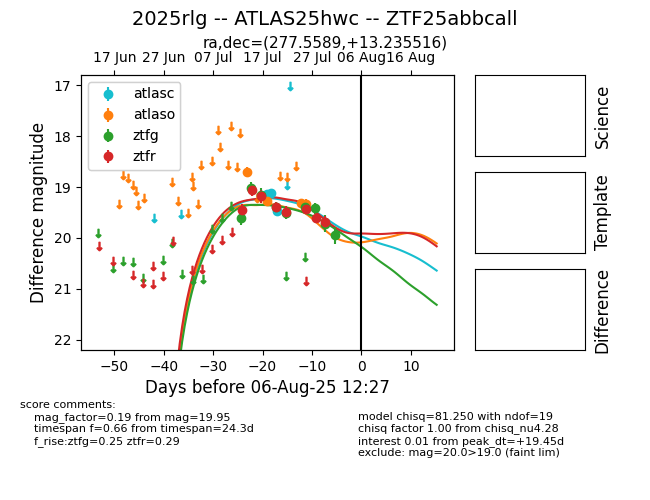 2025rlg -- ATLAS25hwc -- ZTF25abbcall
ra,dec=(277.5589,+13.235516)
17 Jun 27 Jun 07 Jul 17 Jul 27 Jul 06 Aug 16 Aug
atlasc
atlaso
ztfg
ztfr
17
18
19
20
21
22
Difference magnitude
−50 −40 −30 −20 −10 0 10
Days before 06-Aug-25 12:27
Science
Template
Difference
score comments:
mag_factor=0.19 from mag=19.95
timespan f=0.66 from timespan=24.3d
f_rise:ztfg=0.25 ztfr=0.29
model chisq=81.250 with ndof=19
chisq factor 1.00 from chisq_nu4.28
interest 0.01 from peak_dt=+19.45d
exclude: mag=20.0>19.0 (faint lim)